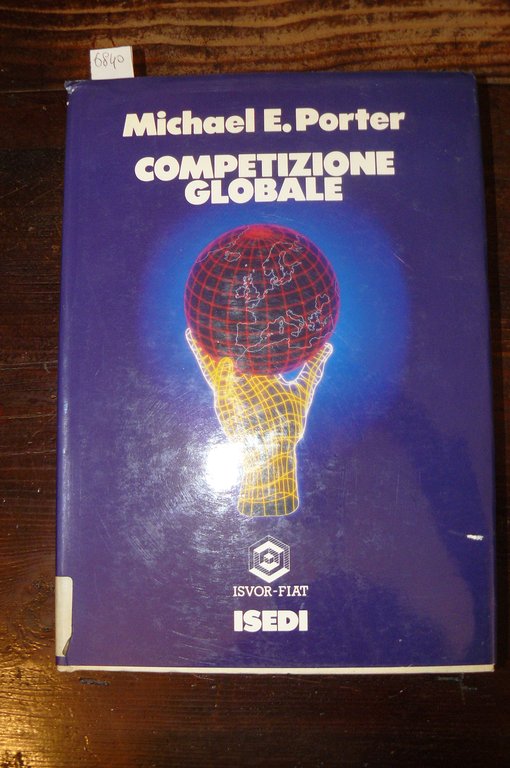 6840
Michael E. Porter
COMPETIZIONE
GLOBALE
ISVOR-FIAT
ISEDI